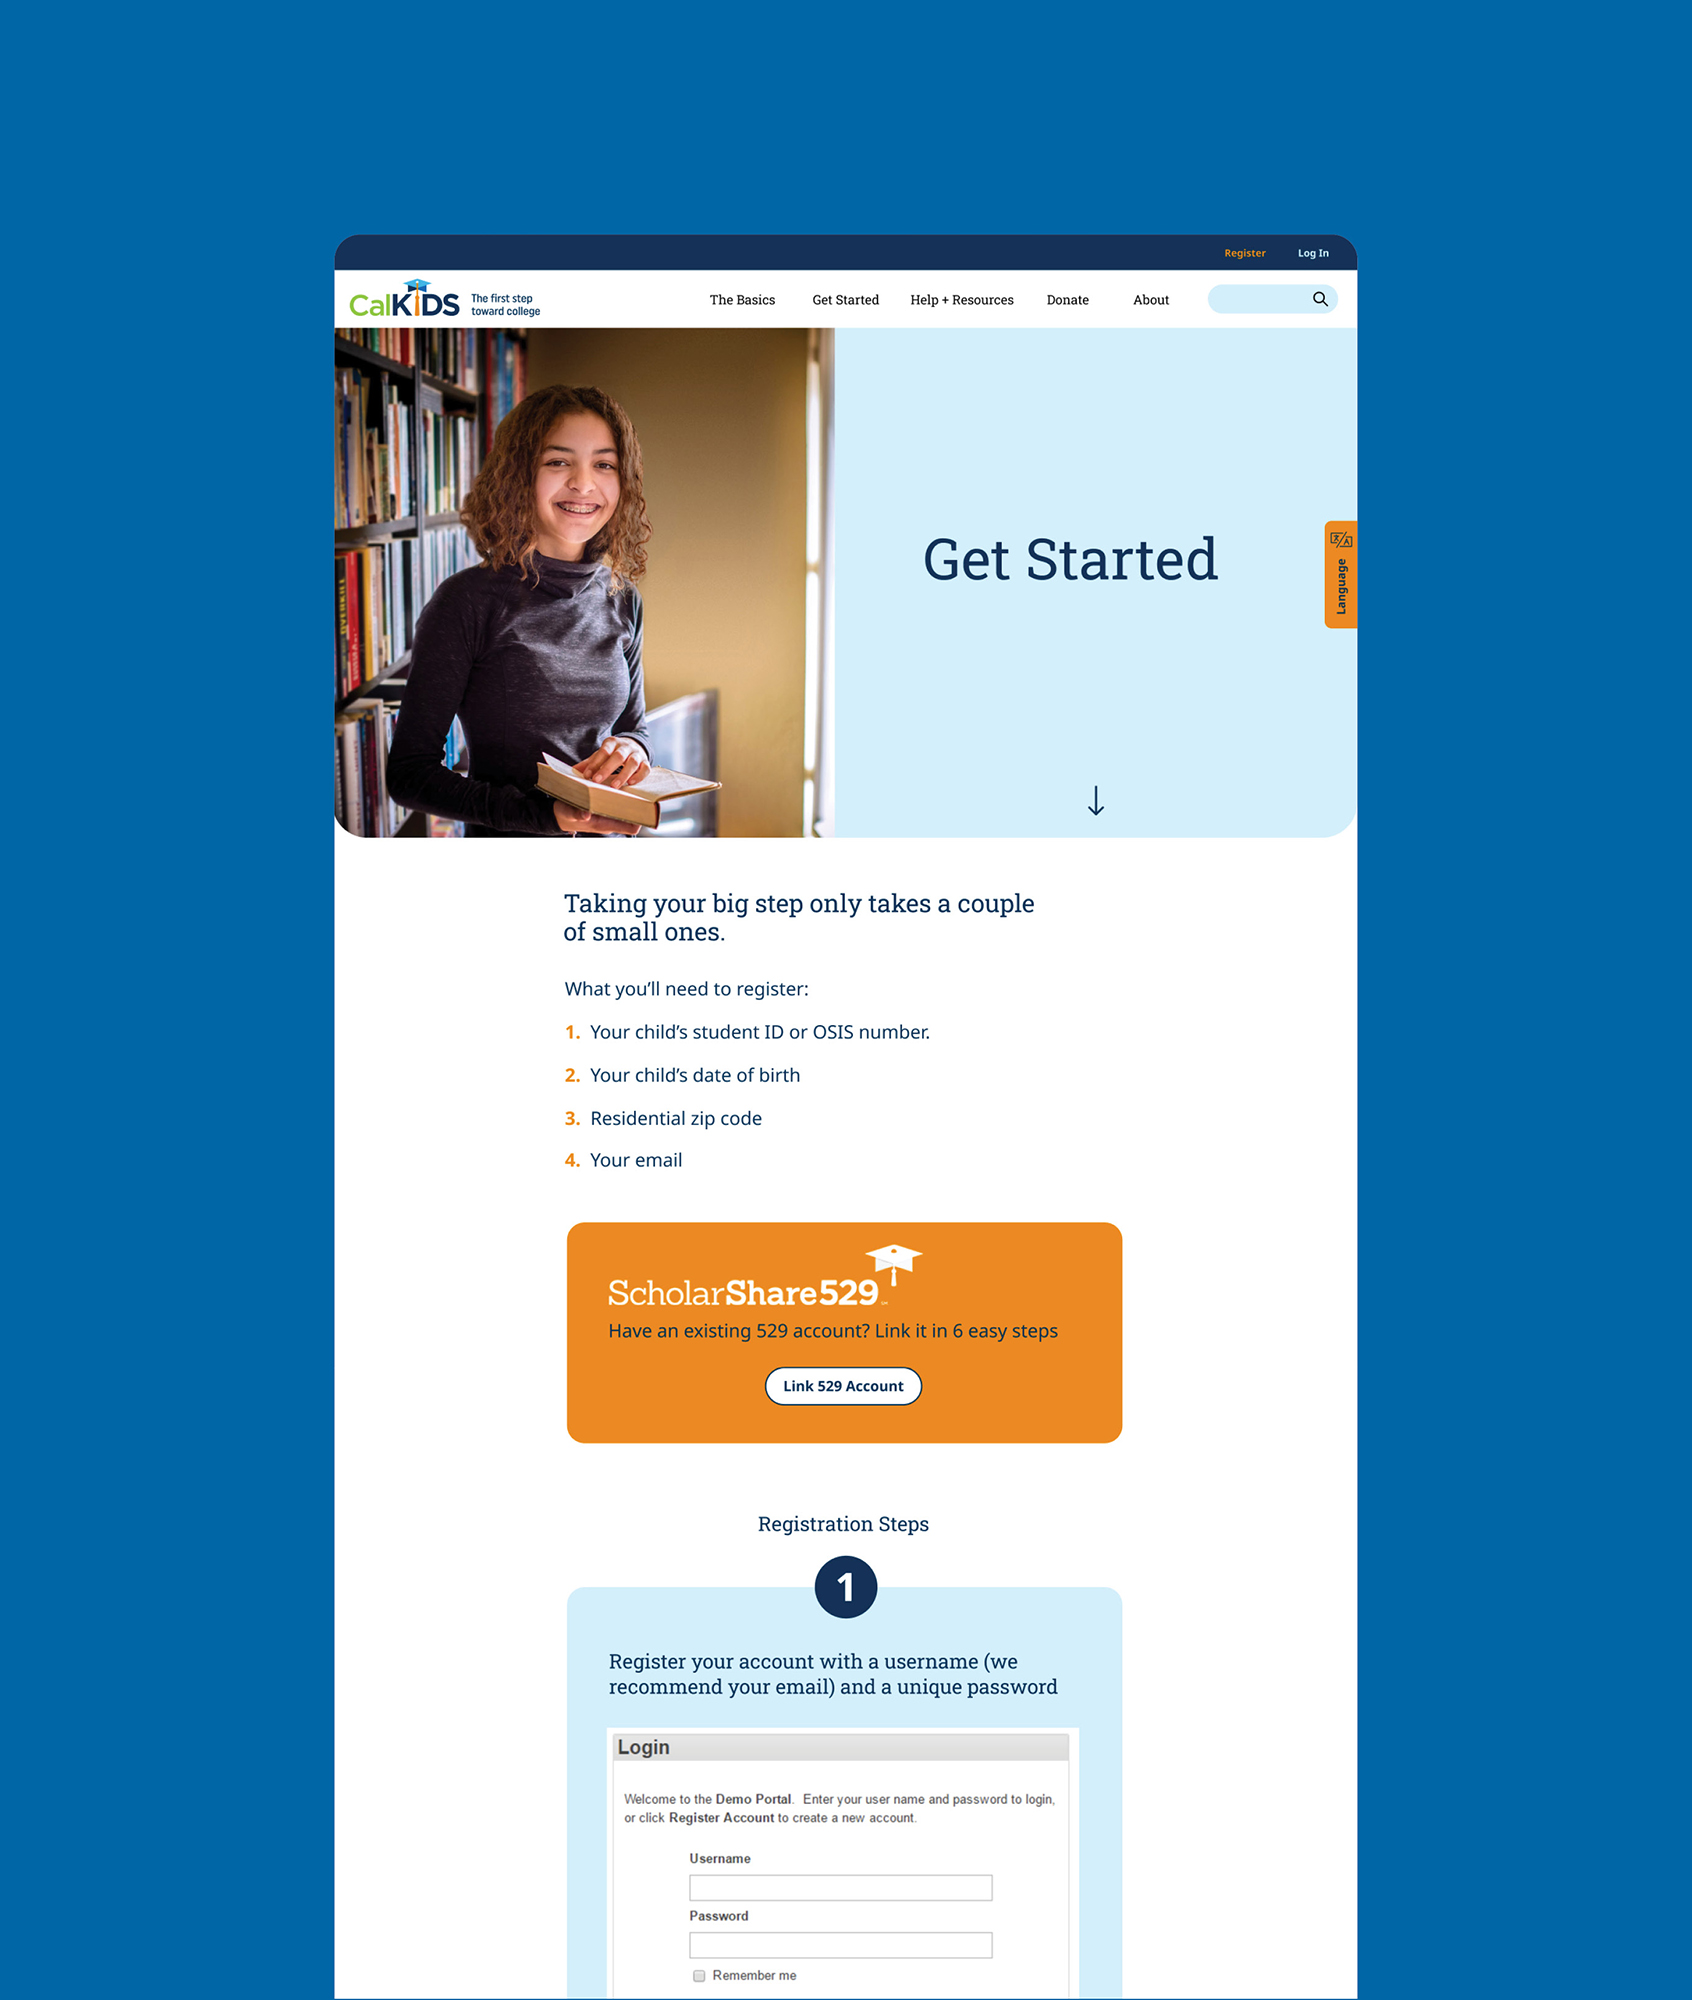 Register Log In
CalKIDS The first step
toward college
The Basics Get Started Help + Resources Donate About
Get Started
Language
Taking your big step only takes a couple
of small ones.
What you’ll need to register:
1. Your child’s student ID or OSIS number.
2. Your child’s date of birth
3. Residential zip code
4. Your email
ScholarShare529
Have an existing 529 account? Link it in 6 easy steps
Link 529 Account
Registration Steps
1
Register your account with a username (we
recommend your email) and a unique password
Login
Welcome to the Demo Portal. Enter your user name and password to login,
or click Register Account to create a new account.
Username
Password
Remember me